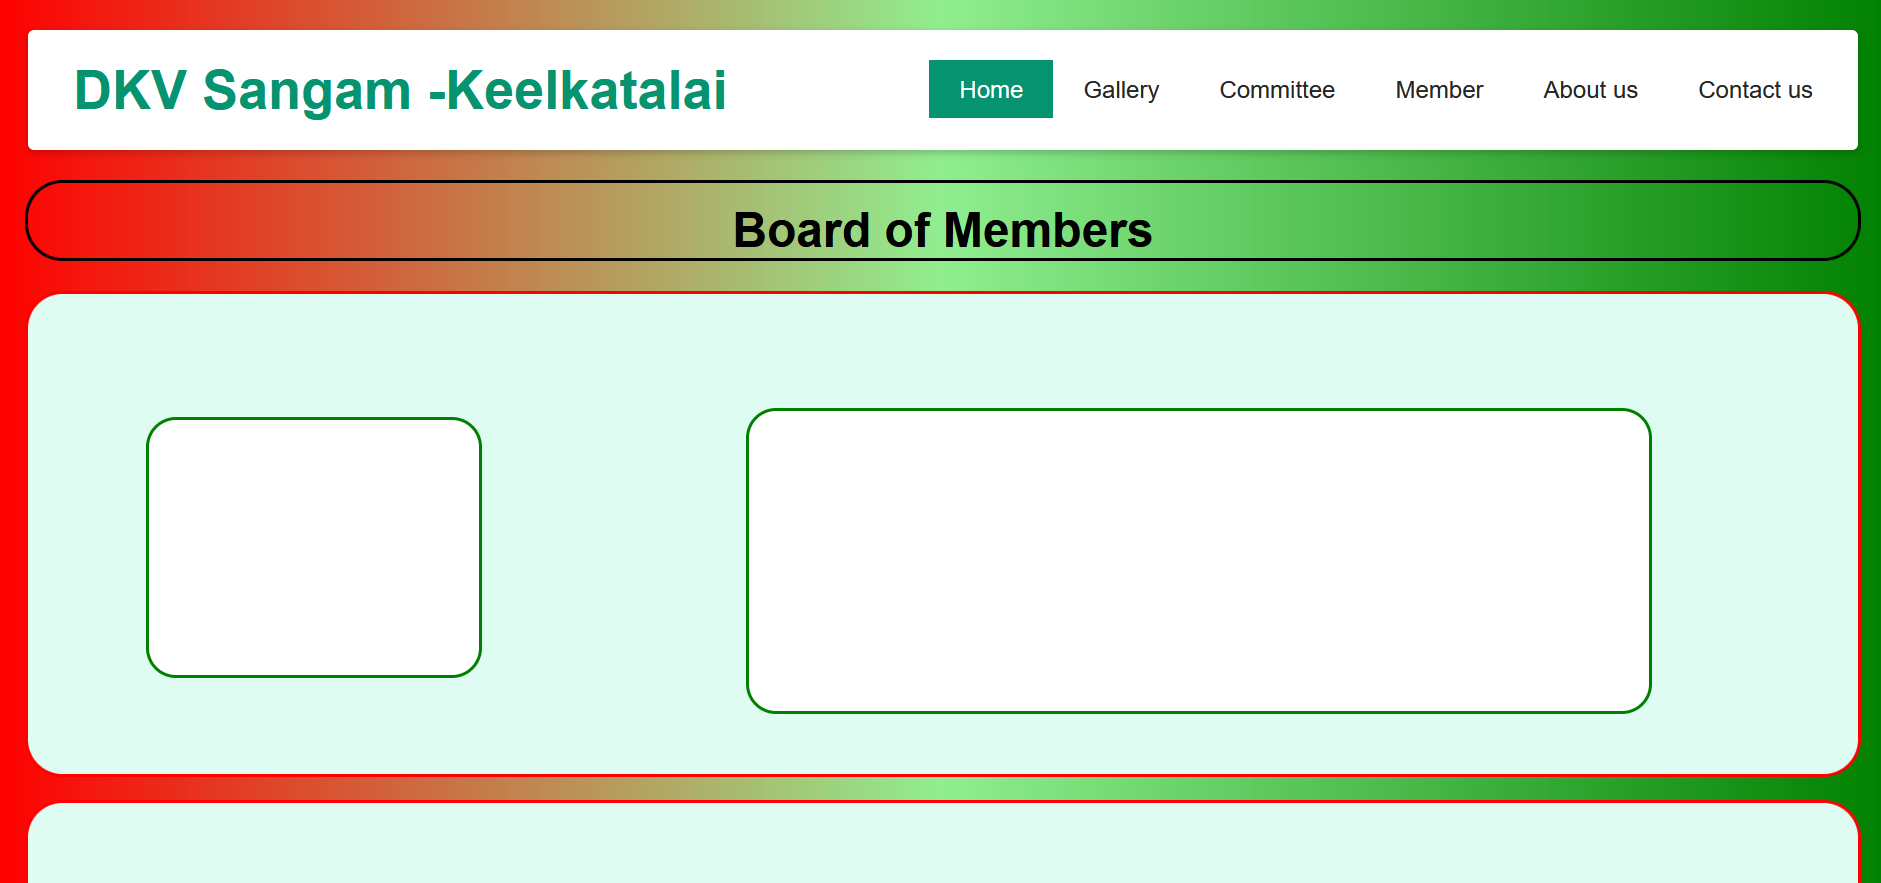 DKV Sangam -Keelkatalai
Home Gallery Committee Member About us Contact us
Board of Members